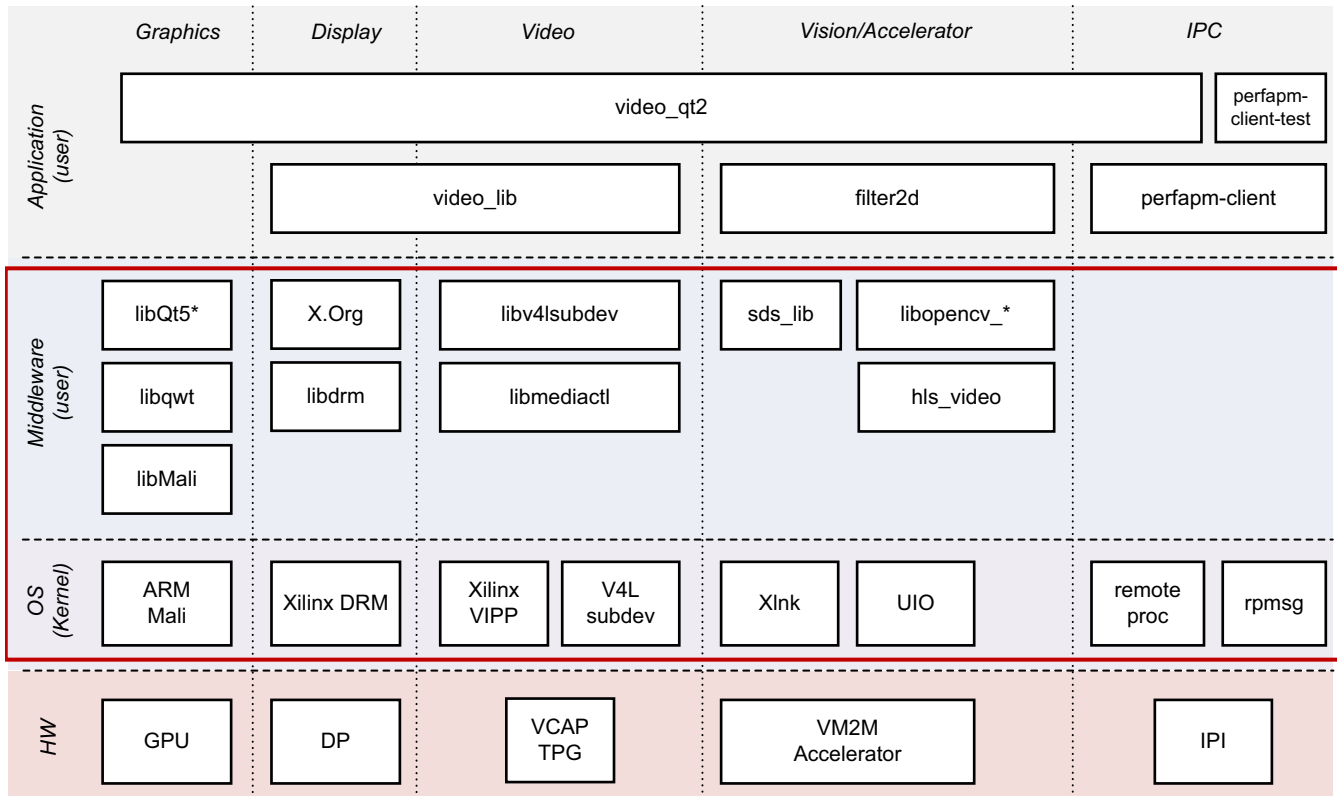 Graphics
Display
Video
Vision/Accelerator
IPC
Application
(user)
video_qt2
perfapm-
client-test
video_lib
filter2d
perfapm-client
Middleware
(user)
libQt5*
X.Org
libv4lsubdev
sds_lib
libopencv_*
libqwt
libdrm
libmediactl
hls_video
libMali
OS
(Kernel)
ARM
Mali
Xilinx DRM
Xilinx
VIPP
V4L
subdev
Xlnk
UIO
remote
proc
rpmsg
HW
GPU
DP
VCAP
TPG
VM2M
Accelerator
IPI